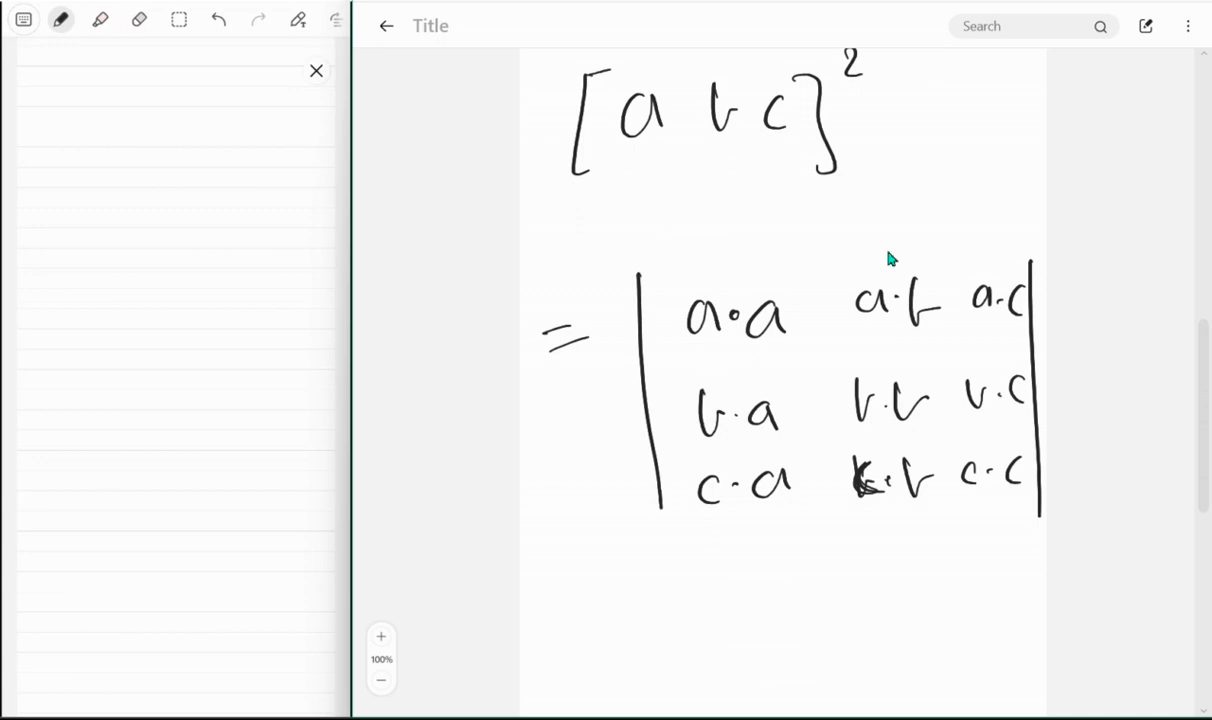 Title
Search
[a b c]²
= | a·a a·b a·c |
b·a b·b b·c
c·a c·b c·c
100%